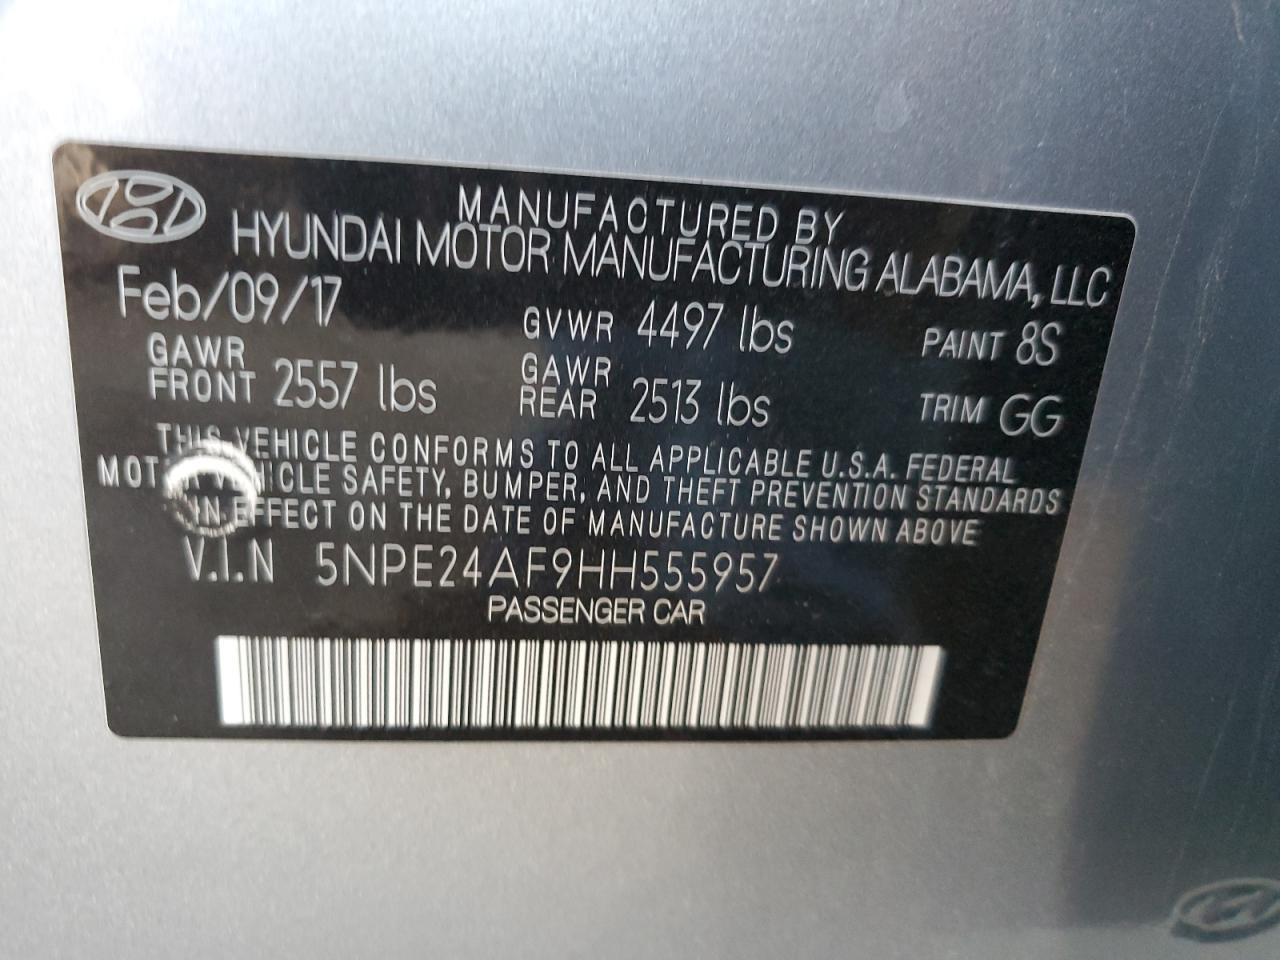 MANUFACTURED BY
HYUNDAI MOTOR MANUFACTURING ALABAMA, LLC
Feb/09/17 GVWR 4497 lbs PAINT 8S
GAWR FRONT 2557 lbs GAWR REAR 2513 lbs TRIM GG
THIS VEHICLE CONFORMS TO ALL APPLICABLE U.S.A. FEDERAL
MOTOR VEHICLE SAFETY, BUMPER, AND THEFT PREVENTION STANDARDS
IN EFFECT ON THE DATE OF MANUFACTURE SHOWN ABOVE
V.I.N 5NPE24AF9HH555957
PASSENGER CAR